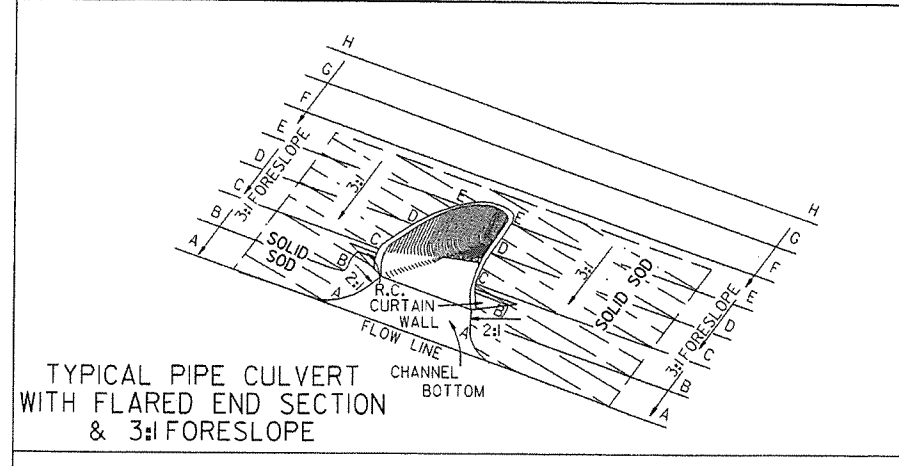 H
G
F
E
D
C
B
A
3:1 FORESLOPE
3:1
SOLID
SOD
E
D
C
B
A
2:1
R.C.
CURTAIN
WALL
FLOW LINE
CHANNEL
BOTTOM
E
D
C
B
A
2:1
3:1
SOLID SOD
H
G
F
E
D
C
B
A
3:1 FORESLOPE
TYPICAL PIPE CULVERT
WITH FLARED END SECTION
& 3:1 FORESLOPE